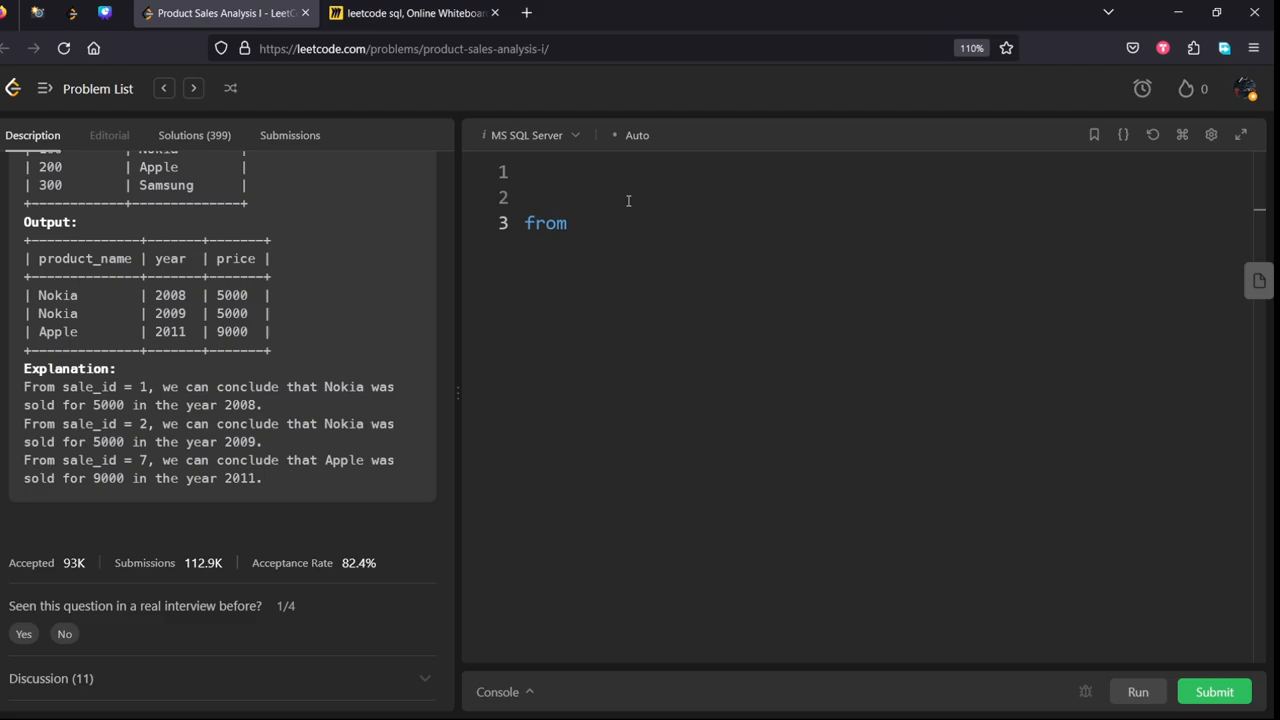 Product Sales Analysis I - LeetC
leetcode sql, Online Whiteboard
https://leetcode.com/problems/product-sales-analysis-i/
110%
Problem List
0
Description
Editorial
Solutions (399)
Submissions
MS SQL Server
Auto
| 200 | Apple |
| 300 | Samsung |
+------------+--------------+
Output:
+--------------+-------+-------+
| product_name | year | price |
+--------------+-------+-------+
| Nokia | 2008 | 5000 |
| Nokia | 2009 | 5000 |
| Apple | 2011 | 9000 |
+--------------+-------+-------+
Explanation:
From sale_id = 1, we can conclude that Nokia was
sold for 5000 in the year 2008.
From sale_id = 2, we can conclude that Nokia was
sold for 5000 in the year 2009.
From sale_id = 7, we can conclude that Apple was
sold for 9000 in the year 2011.
Accepted 93K | Submissions 112.9K | Acceptance Rate 82.4%
Seen this question in a real interview before? 1/4
Yes No
Discussion (11)
1
2
3 from
Console
Run
Submit